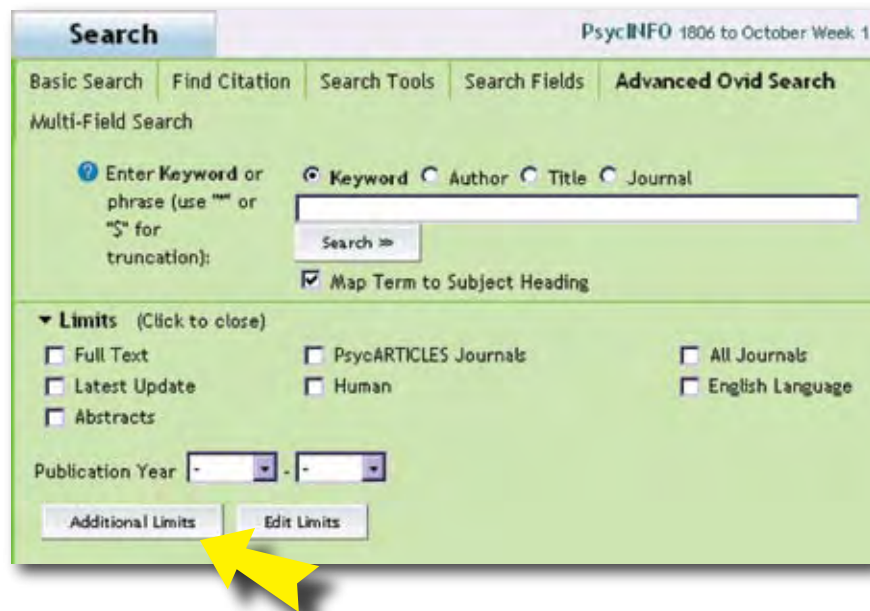 Search
PsycINFO 1806 to October Week 1
Basic Search Find Citation Search Tools Search Fields Advanced Ovid Search
Multi-Field Search
Enter Keyword or
phrase (use "*" or
"$" for
truncation):
Keyword Author Title Journal
Search »
Map Term to Subject Heading
Limits (Click to close)
Full Text PsycARTICLES Journals All Journals
Latest Update Human English Language
Abstracts
Publication Year - - -
Additional Limits Edit Limits